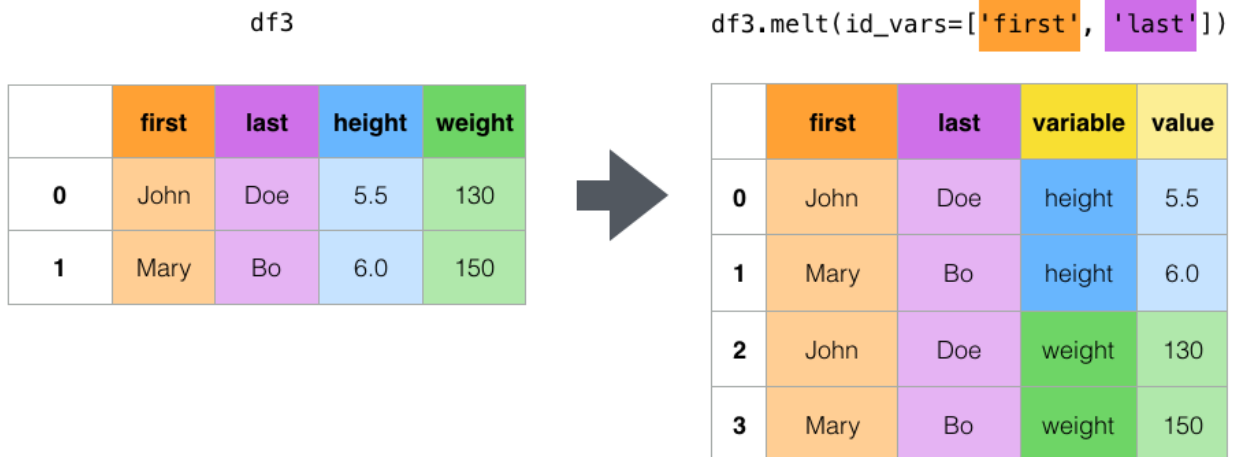 df3
df3.melt(id_vars=['first', 'last'])
first last height weight
0 John Doe 5.5 130
1 Mary Bo 6.0 150
first last variable value
0 John Doe height 5.5
1 Mary Bo height 6.0
2 John Doe weight 130
3 Mary Bo weight 150